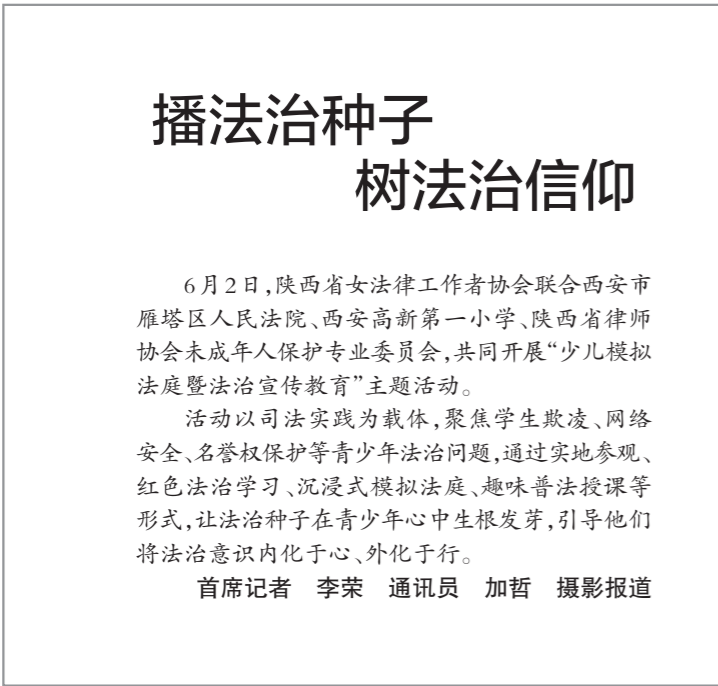 播法治种子
树法治信仰
6月2日,陕西省女法律工作者协会联合西安市
雁塔区人民法院、西安高新第一小学、陕西省律师
协会未成年人保护专业委员会,共同开展“少儿模拟
法庭暨法治宣传教育”主题活动。
活动以司法实践为载体,聚焦学生欺凌、网络
安全、名誉权保护等青少年法治问题,通过实地参观、
红色法治学习、沉浸式模拟法庭、趣味普法授课等
形式,让法治种子在青少年心中生根发芽,引导他们
将法治意识内化于心、外化于行。
首席记者 李荣 通讯员 加哲 摄影报道